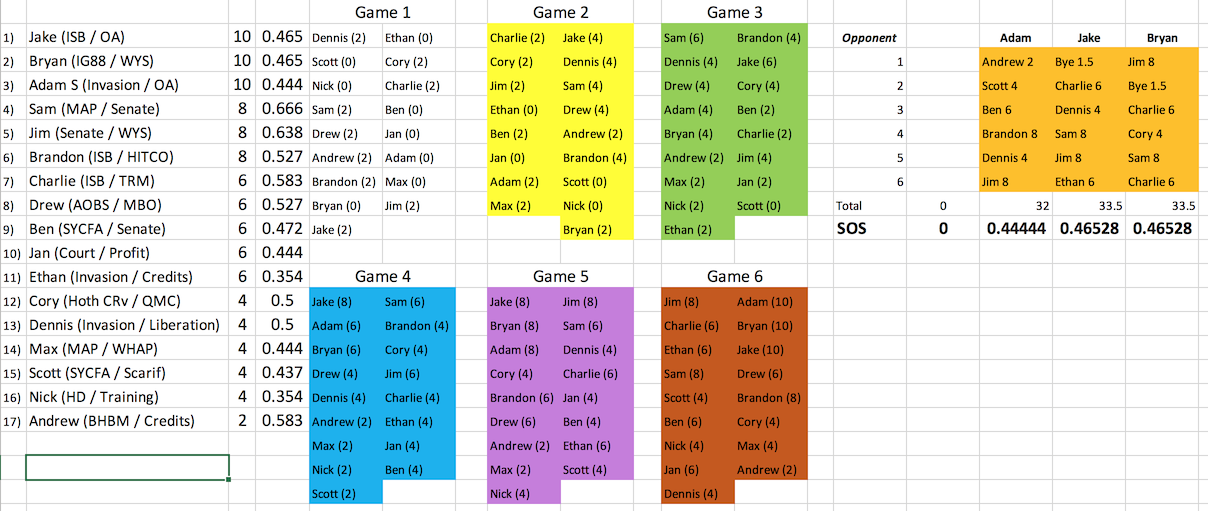 Game 1 Game 2 Game 3
1) Jake (ISB / OA) 10 0.465 Dennis (2) Ethan (0) Charlie (2) Jake (4) Sam (6) Brandon (4) Opponent Adam Jake Bryan
2) Bryan (IG88 / WYS) 10 0.465 Scott (0) Cory (2) Cory (2) Dennis (4) Dennis (4) Jake (6) 1 Andrew 2 Bye 1.5 Jim 8
3) Adam S (Invasion / OA) 10 0.444 Nick (0) Charlie (2) Jim (2) Sam (4) Drew (4) Cory (4) 2 Scott 4 Charlie 6 Bye 1.5
4) Sam (MAP / Senate) 8 0.666 Sam (2) Ben (0) Ethan (0) Drew (4) Adam (4) Ben (2) 3 Ben 6 Dennis 4 Charlie 6
5) Jim (Senate / WYS) 8 0.638 Drew (2) Jan (0) Ben (2) Andrew (2) Bryan (4) Charlie (2) 4 Brandon 8 Sam 8 Cory 4
6) Brandon (ISB / HITCO) 8 0.527 Andrew (2) Adam (0) Jan (0) Brandon (4) Andrew (2) Jim (4) 5 Dennis 4 Jim 8 Sam 8
7) Charlie (ISB / TRM) 6 0.583 Brandon (2) Max (0) Adam (2) Scott (0) Max (2) Jan (2) 6 Jim 8 Ethan 6 Charlie 6
8) Drew (AOBS / MBO) 6 0.527 Bryan (0) Jim (2) Max (2) Nick (0) Nick (2) Scott (0) Total 0 32 33.5 33.5
9) Ben (SYCFA / Senate) 6 0.472 Jake (2) Bryan (2) Ethan (2) SOS 0 0.44444 0.46528 0.46528
10) Jan (Court / Profit) 6 0.444
11) Ethan (Invasion / Credits) 6 0.354 Game 4 Game 5 Game 6
12) Cory (Hoth CRv / QMC) 4 0.5 Jake (8) Sam (6) Jake (8) Jim (8) Jim (8) Adam (10)
13) Dennis (Invasion / Liberation) 4 0.5 Adam (6) Brandon (4) Bryan (8) Sam (6) Charlie (6) Bryan (10)
14) Max (MAP / WHAP) 4 0.444 Bryan (6) Cory (4) Adam (8) Dennis (4) Ethan (6) Jake (10)
15) Scott (SYCFA / Scarif) 4 0.437 Drew (4) Jim (6) Cory (4) Charlie (6) Sam (8) Drew (6)
16) Nick (HD / Training) 4 0.354 Dennis (4) Charlie (4) Brandon (6) Jan (4) Scott (4) Brandon (8)
17) Andrew (BHBM / Credits) 2 0.583 Andrew (2) Ethan (4) Drew (6) Ben (4) Ben (6) Cory (4)
Max (2) Jan (4) Andrew (2) Ethan (6) Nick (4) Max (4)
Nick (2) Ben (4) Max (2) Scott (4) Jan (6) Andrew (2)
Scott (2) Nick (4) Dennis (4)